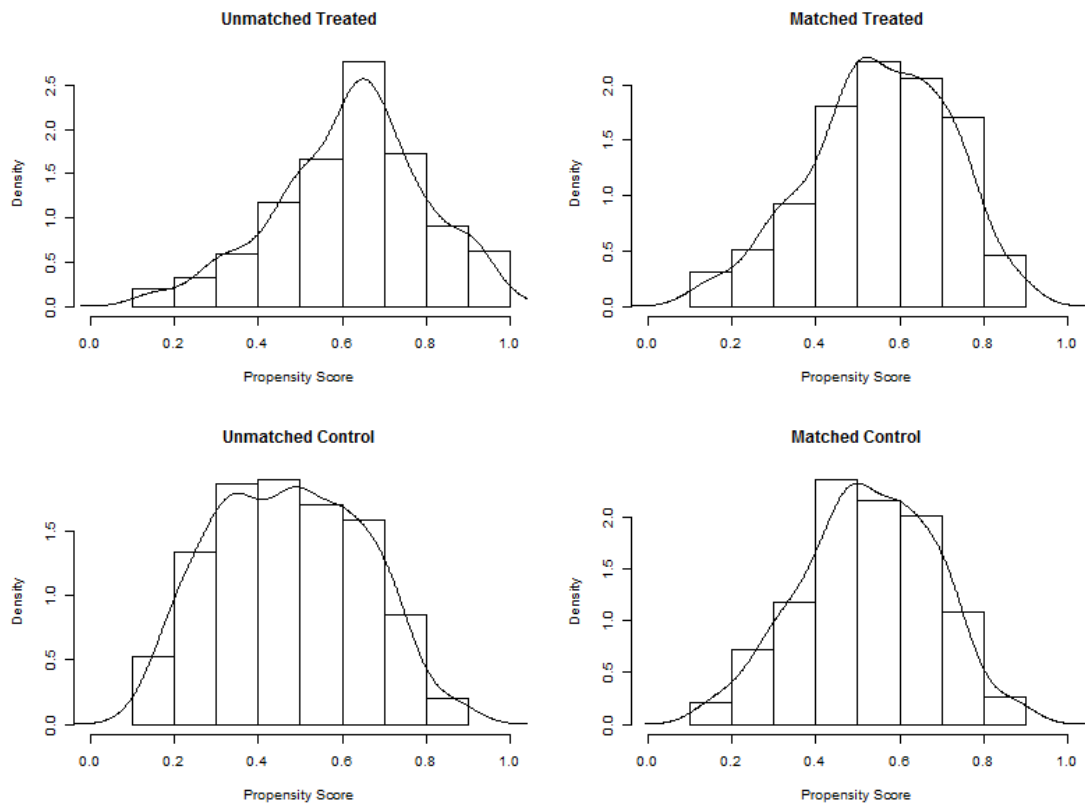 Unmatched Treated
Density
0.0 0.5 1.0 1.5 2.0 2.5
0.0 0.2 0.4 0.6 0.8 1.0
Propensity Score
Matched Treated
Density
0.0 0.5 1.0 1.5 2.0
0.0 0.2 0.4 0.6 0.8 1.0
Propensity Score
Unmatched Control
Density
0.0 0.5 1.0 1.5
0.0 0.2 0.4 0.6 0.8 1.0
Propensity Score
Matched Control
Density
0.0 0.5 1.0 1.5 2.0
0.0 0.2 0.4 0.6 0.8 1.0
Propensity Score